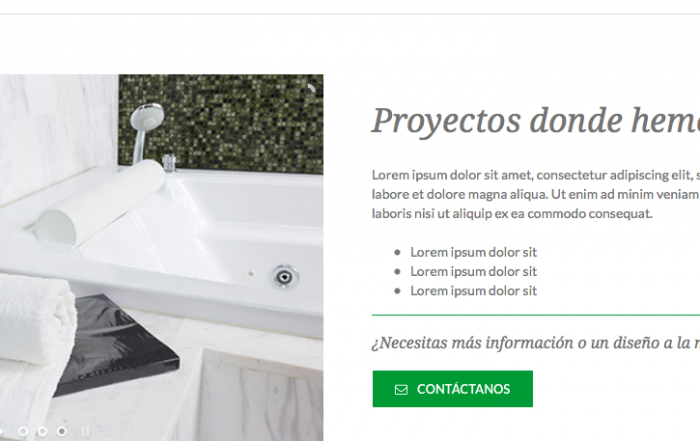 Proyectos donde hem
Lorem ipsum dolor sit amet, consectetur adipiscing elit, s
labore et dolore magna aliqua. Ut enim ad minim veniam
laboris nisi ut aliquip ex ea commodo consequat.
Lorem ipsum dolor sit
Lorem ipsum dolor sit
Lorem ipsum dolor sit
¿Necesitas más información o un diseño a la
CONTÁCTANOS